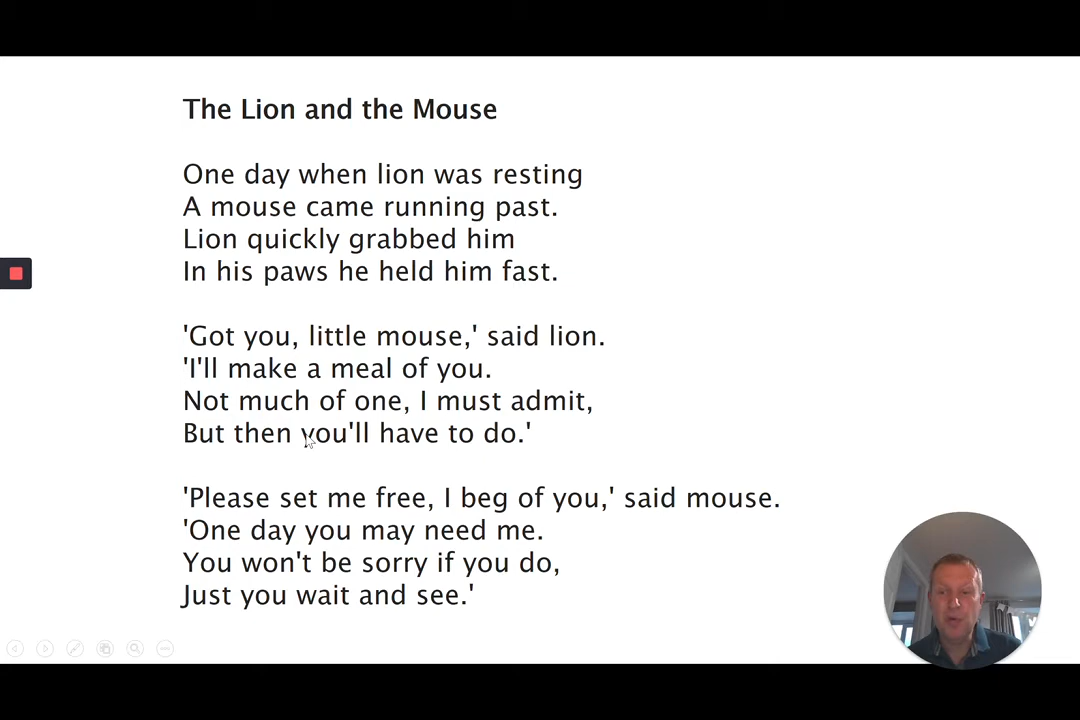 The Lion and the Mouse
One day when lion was resting
A mouse came running past.
Lion quickly grabbed him
In his paws he held him fast.
'Got you, little mouse,' said lion.
'I'll make a meal of you.
Not much of one, I must admit,
But then you'll have to do.'
'Please set me free, I beg of you,' said mouse.
'One day you may need me.
You won't be sorry if you do,
Just you wait and see.'